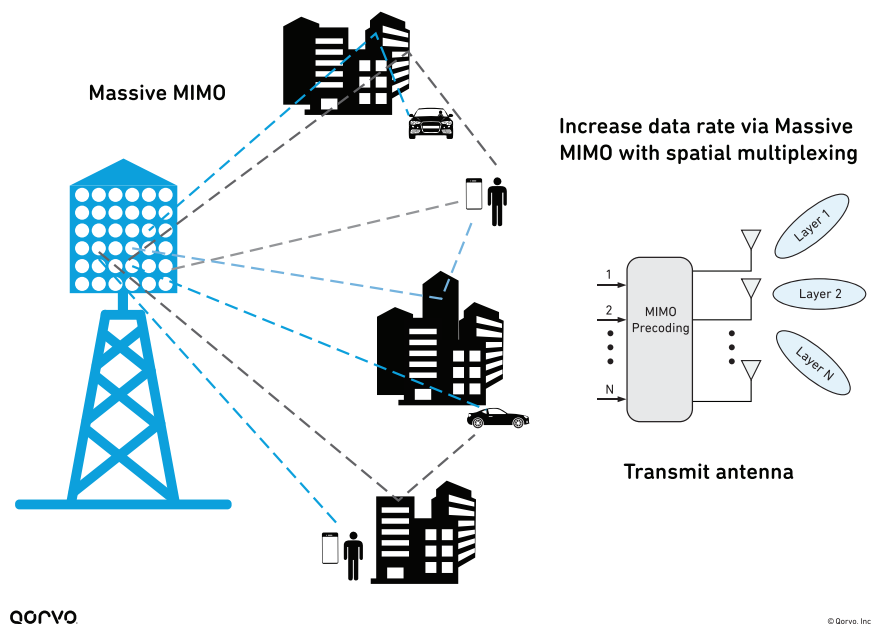 Massive MIMO
Increase data rate via Massive
MIMO with spatial multiplexing
1
2
N
MIMO
Precoding
Layer 1
Layer 2
Layer N
Transmit antenna
QORVO
© Qorvo, Inc